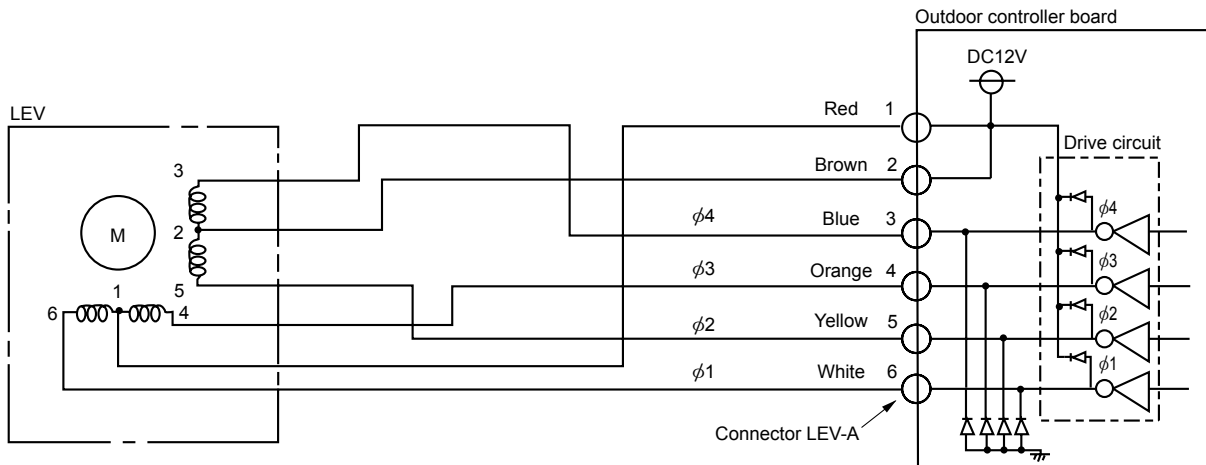 Outdoor controller board
DC12V
LEV
Red 1
Drive circuit
3
Brown 2
ϕ4
M
2
ϕ4 Blue 3
ϕ3
5
ϕ3 Orange 4
1
6 4
ϕ2
ϕ2 Yellow 5
ϕ1
ϕ1 White 6
Connector LEV-A